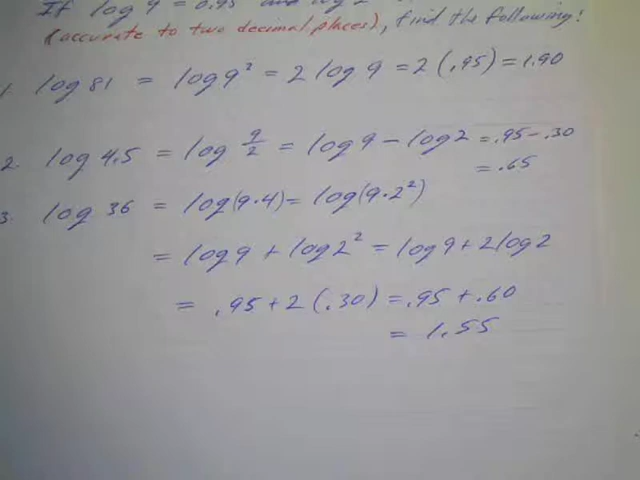 If log 9 = 0.95 and log 2
(accurate to two decimal places), find the following:
1. log 81 = log 9² = 2 log 9 = 2 (.95) = 1.90
2. log 4.5 = log 9/2 = log 9 - log 2 = .95 - .30
= .65
3. log 36 = log(9·4) = log(9·2²)
= log 9 + log 2² = log 9 + 2 log 2
= .95 + 2 (.30) = .95 + .60
= 1.55